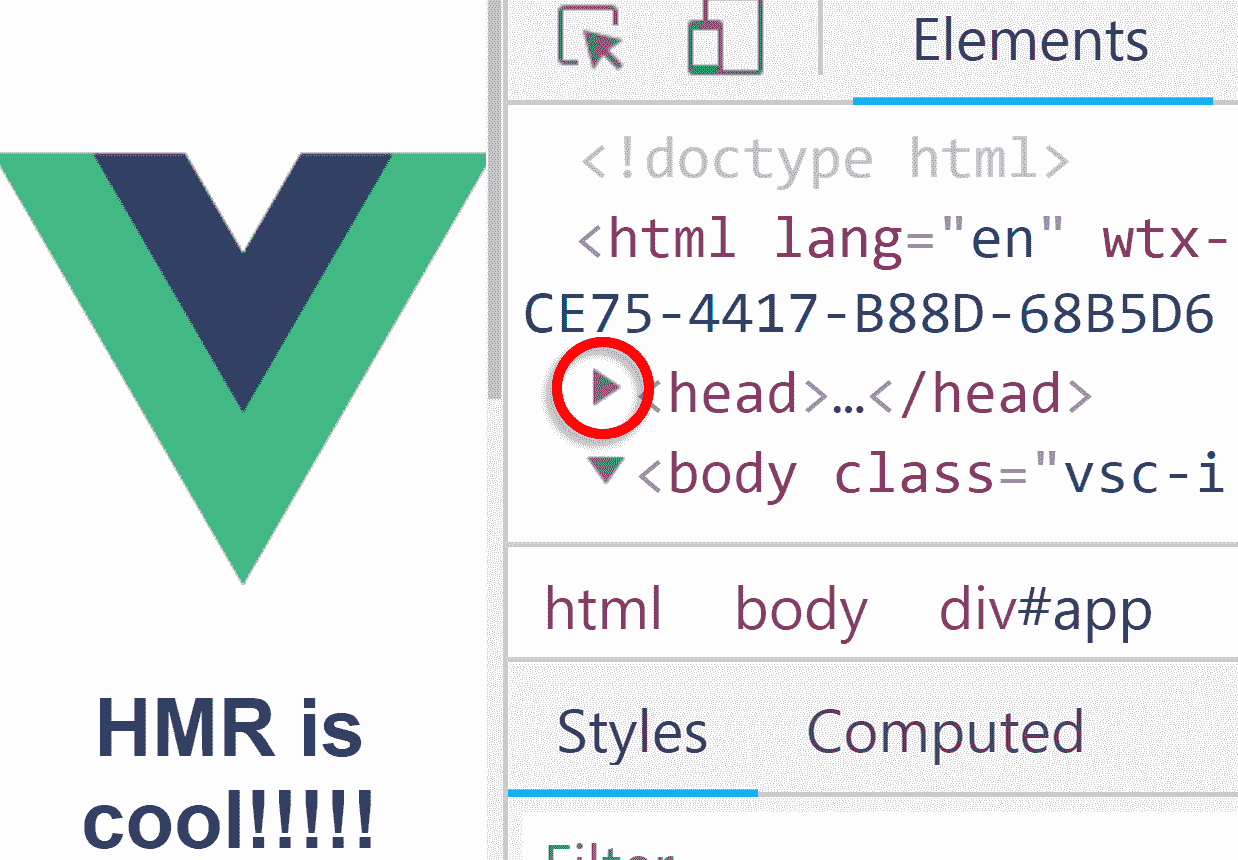 Elements
<!doctype html>
<html lang="en" wtx-
CE75-4417-B88D-68B5D6
<head>…</head>
<body class="vsc-i
html body div#app
Styles Computed
Filter
HMR is
cool!!!!!